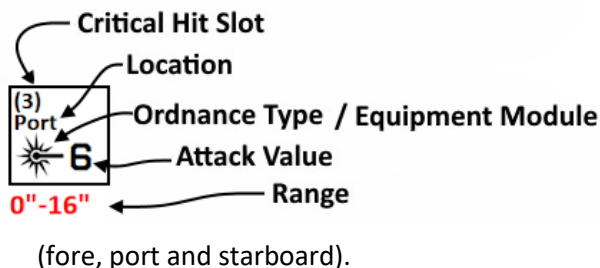 Critical Hit Slot
Location
(3)
Port
Ordnance Type / Equipment Module
6
Attack Value
0"-16"
Range
(fore, port and starboard).